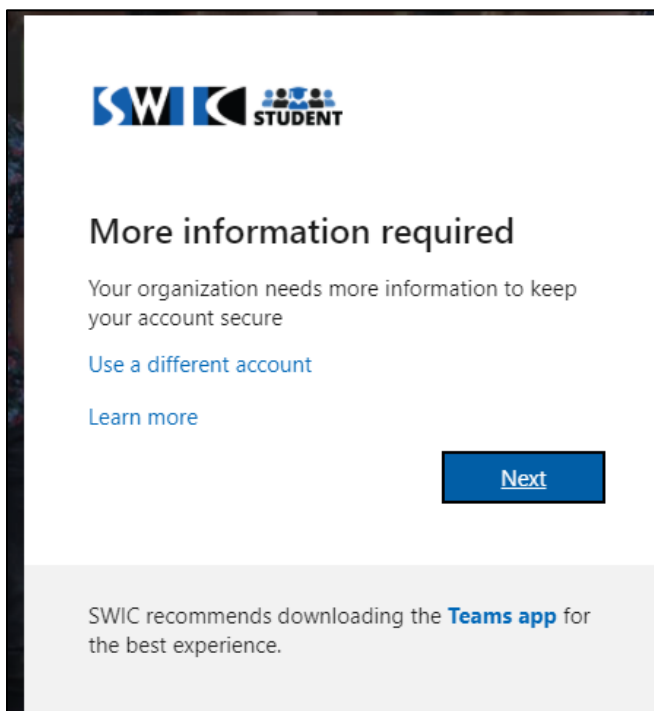 SWIC STUDENT
More information required
Your organization needs more information to keep
your account secure
Use a different account
Learn more
Next
SWIC recommends downloading the Teams app for
the best experience.